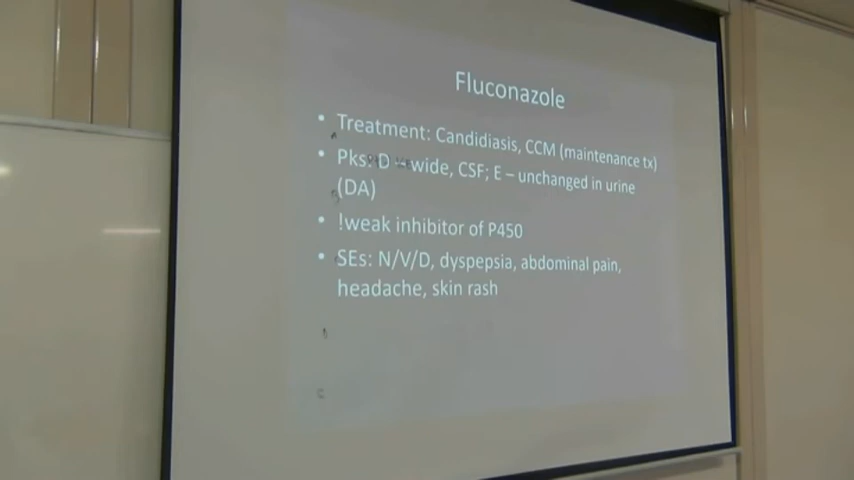 Fluconazole
• Treatment: Candidiasis, CCM (maintenance tx)
• Pks: D – wide, CSF; E – unchanged in urine
(DA)
• !weak inhibitor of P450
• SEs: N/V/D, dyspepsia, abdominal pain,
headache, skin rash